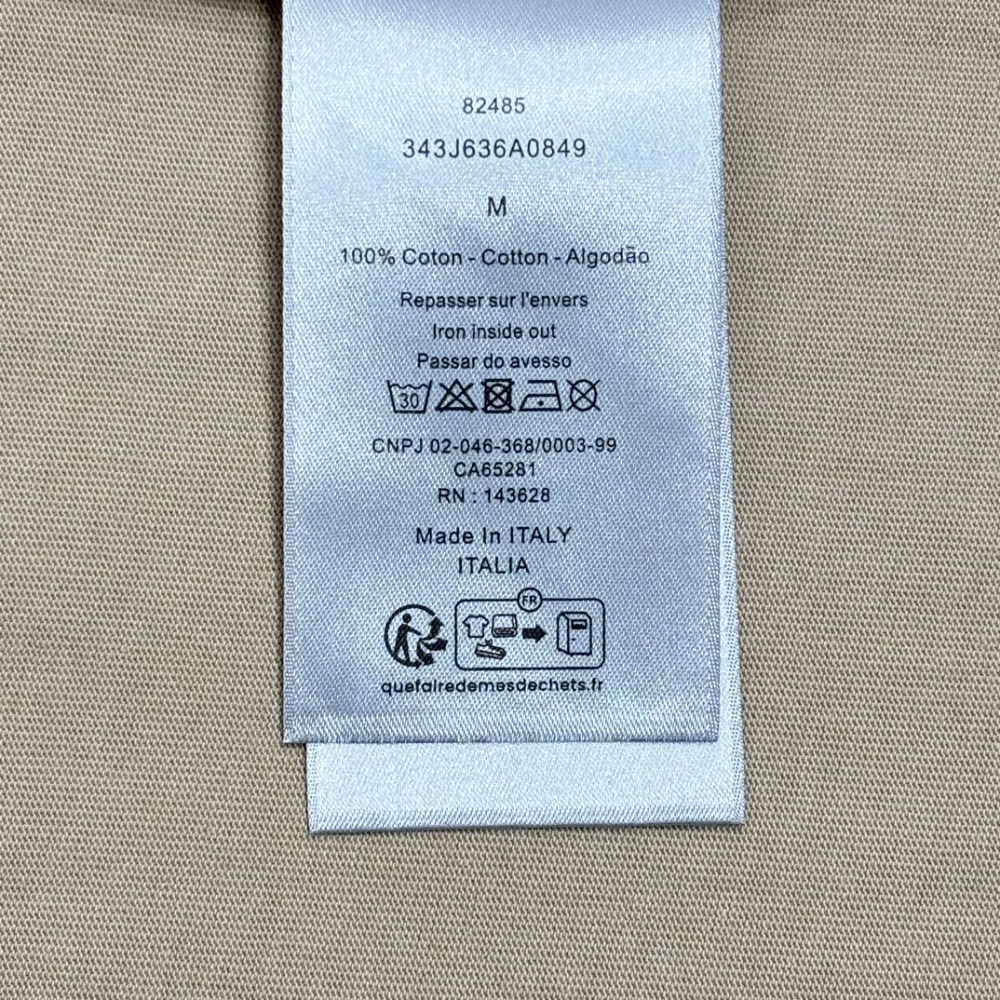 82485
343J636A0849
M
100% Coton - Cotton - Algodão
Repasser sur l'envers
Iron inside out
Passar do avesso
30
CNPJ 02-046-368/0003-99
CA65281
RN : 143628
Made In ITALY
ITALIA
FR
quefairedemesdechets.fr